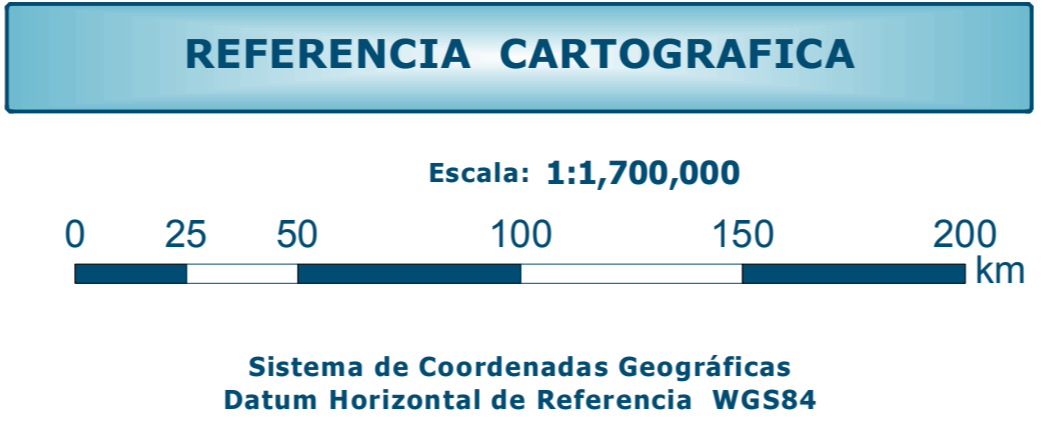 REFERENCIA CARTOGRAFICA
Escala: 1:1,700,000
0 25 50 100 150 200
km
Sistema de Coordenadas Geográficas
Datum Horizontal de Referencia WGS84